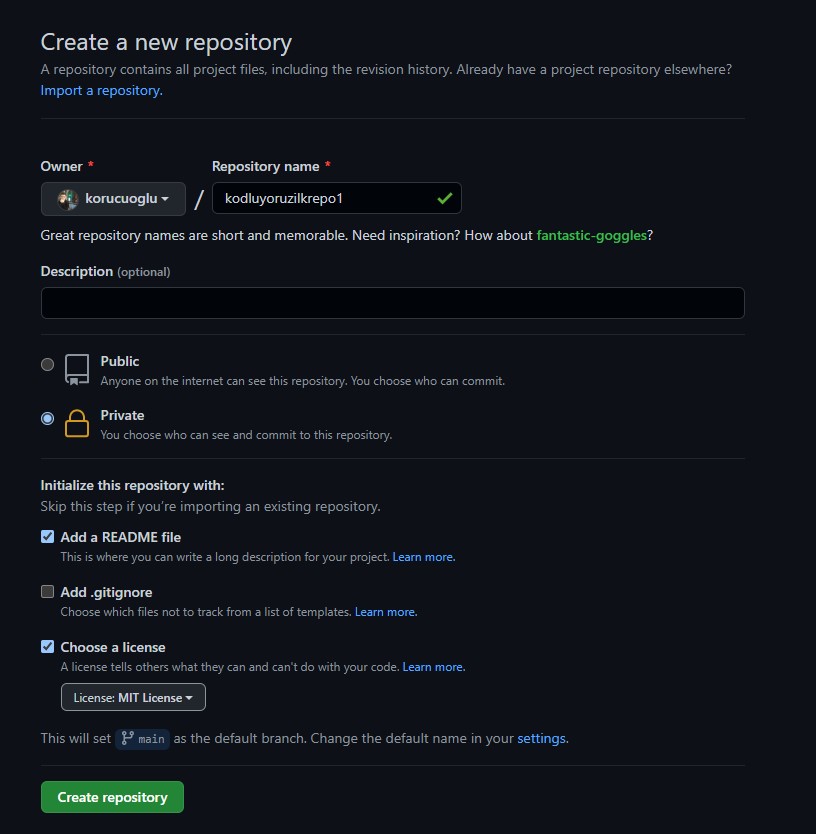 Create a new repository
A repository contains all project files, including the revision history. Already have a project repository elsewhere?
Import a repository.
Owner * Repository name *
korucuoglu / kodluyoruzilkrepo1
Great repository names are short and memorable. Need inspiration? How about fantastic-goggles?
Description (optional)
Public
Anyone on the internet can see this repository. You choose who can commit.
Private
You choose who can see and commit to this repository.
Initialize this repository with:
Skip this step if you're importing an existing repository.
Add a README file
This is where you can write a long description for your project. Learn more.
Add .gitignore
Choose which files not to track from a list of templates. Learn more.
Choose a license
A license tells others what they can and can't do with your code. Learn more.
License: MIT License
This will set main as the default branch. Change the default name in your settings.
Create repository